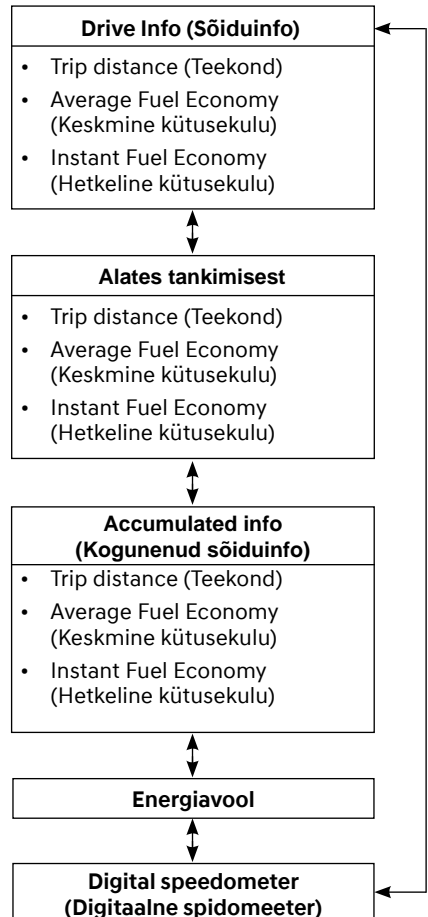 Drive Info (Sõiduinfo)
• Trip distance (Teekond)
• Average Fuel Economy
(Keskmine kütusekulu)
• Instant Fuel Economy
(Hetkeline kütusekulu)
Alates tankimisest
• Trip distance (Teekond)
• Average Fuel Economy
(Keskmine kütusekulu)
• Instant Fuel Economy
(Hetkeline kütusekulu)
Accumulated info
(Kogunenud sõiduinfo)
• Trip distance (Teekond)
• Average Fuel Economy
(Keskmine kütusekulu)
• Instant Fuel Economy
(Hetkeline kütusekulu)
Energiavool
Digital speedometer
(Digitaalne spidomeeter)